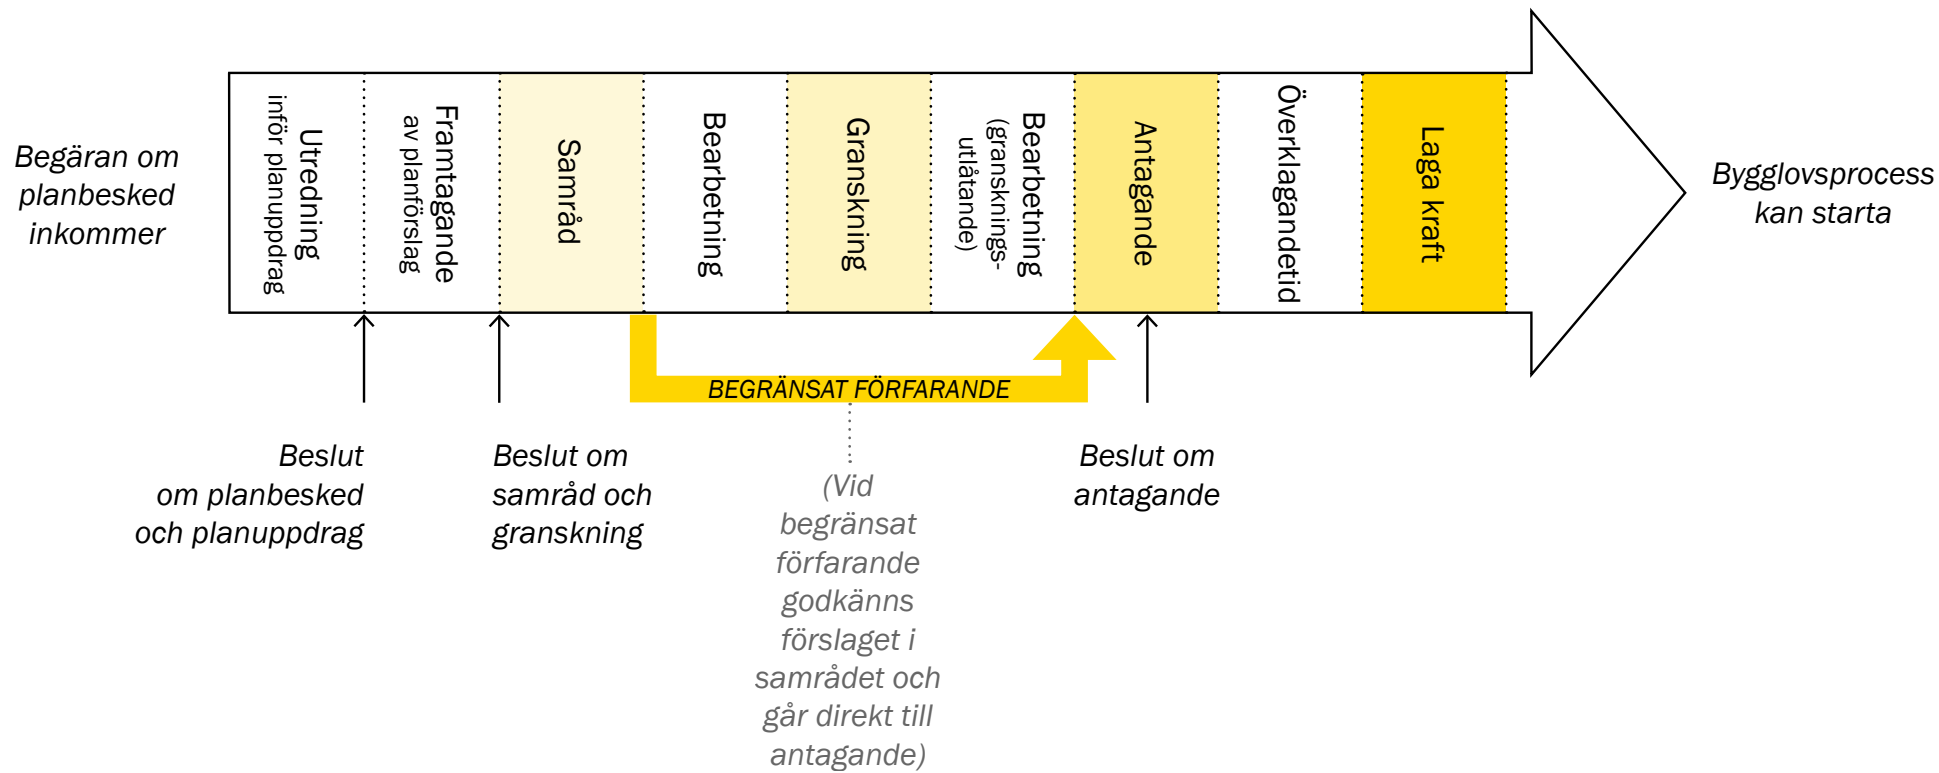 Begäran om
planbesked
inkommer
Utredning
inför planuppdrag
Framtagande
av planförslag
Samråd
Bearbetning
Granskning
Bearbetning
(gransknings-
utlåtande)
Antagande
Överklagandetid
Laga kraft
Bygglovsprocess
kan starta
BEGRÄNSAT FÖRFARANDE
Beslut
om planbesked
och planuppdrag
Beslut om
samråd och
granskning
(Vid
begränsat
förfarande
godkänns
förslaget i
samrådet och
går direkt till
antagande)
Beslut om
antagande